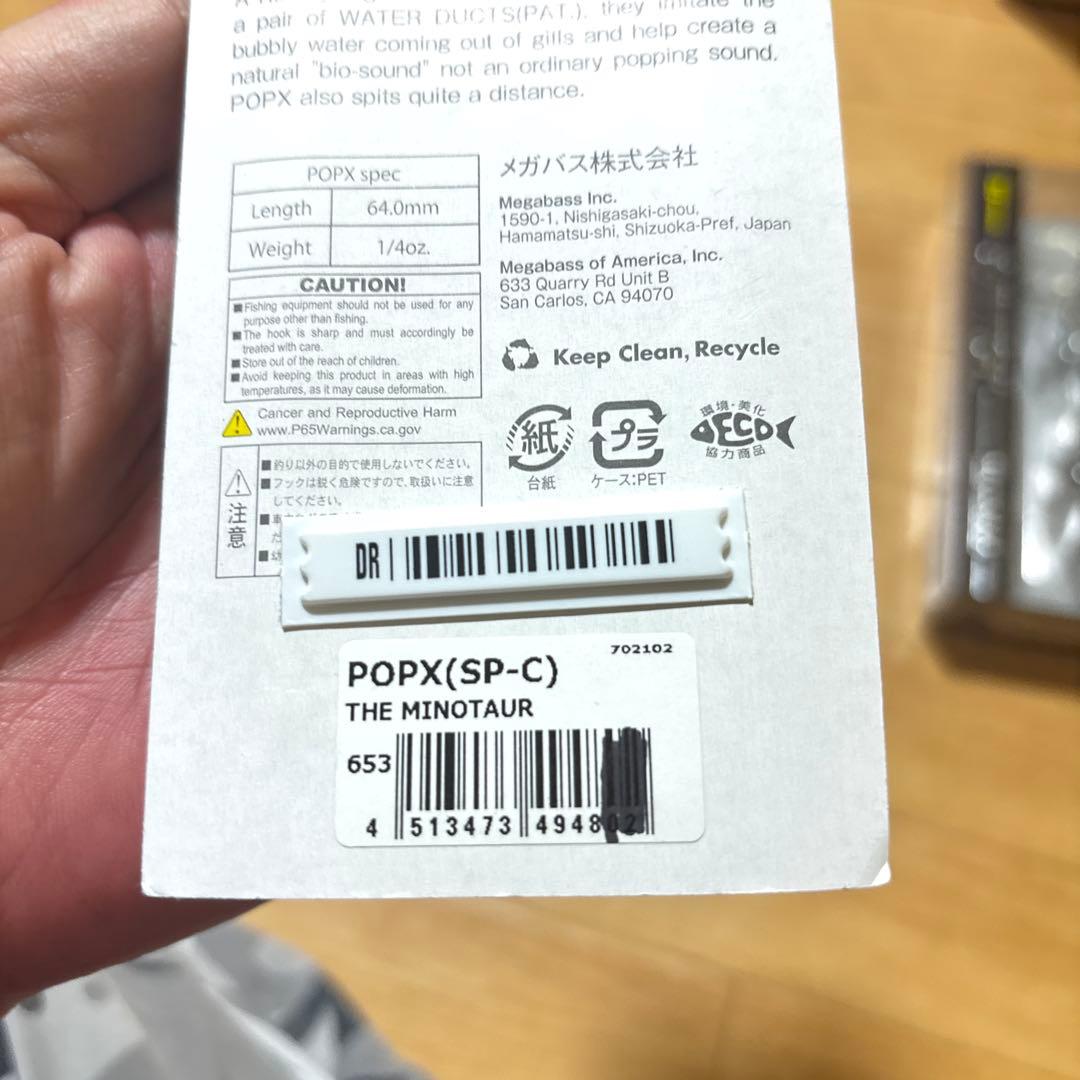 a pair of WATER DUCTS(PAT.), they imitate the
bubbly water coming out of gills and help create a
natural "bio-sound" not an ordinary popping sound.
POPX also spits quite a distance.
POPX spec
Length 64.0mm
Weight 1/4oz.
CAUTION!
■Fishing equipment should not be used for any
purpose other than fishing.
■The hook is sharp and must accordingly be
treated with care.
■Store out of the reach of children.
■Avoid keeping this product in areas with high
temperatures, as it may cause deformation.
Cancer and Reproductive Harm
www.P65Warnings.ca.gov
注意
■釣り以外の目的で使用しないでください。
■フックは鋭く危険ですので、取扱いに注意
してください。
メガバス株式会社
Megabass Inc.
1590-1, Nishigasaki-chou,
Hamamatsu-shi, Shizuoka-Pref, Japan
Megabass of America, Inc.
633 Quarry Rd Unit B
San Carlos, CA 94070
Keep Clean, Recycle
紙
台紙
プラ
ケース:PET
環境・美化
ECO
協力商品
DR
702102
POPX(SP-C)
THE MINOTAUR
653
4 513473 494802